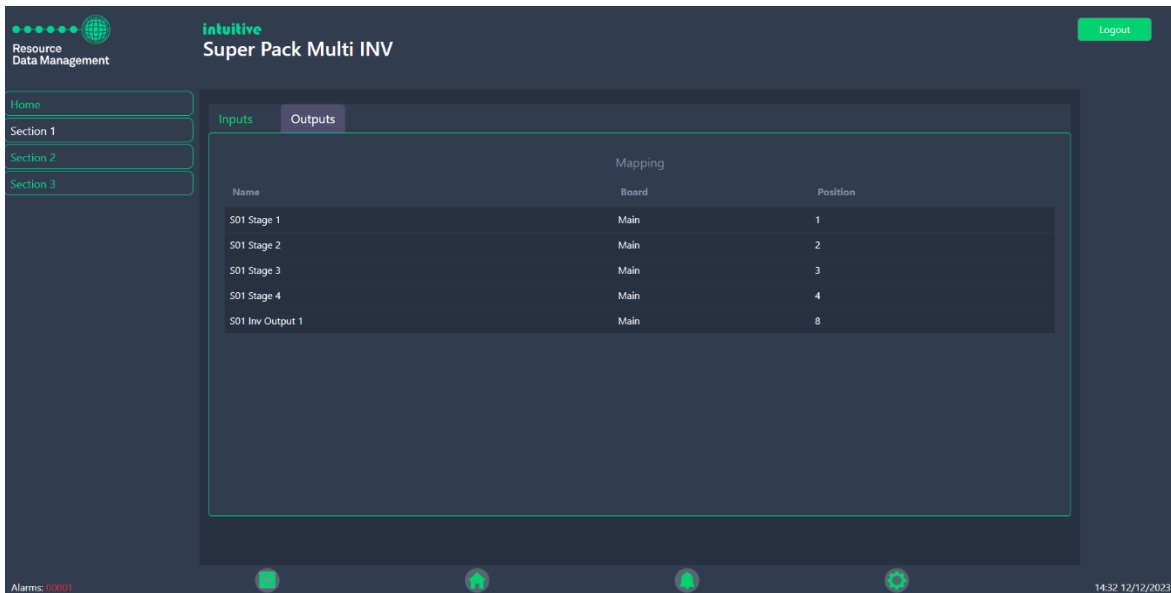 intuitive
Super Pack Multi INV
Logout
Resource
Data Management
Home
Section 1
Section 2
Section 3
Inputs Outputs
Mapping
Name Board Position
S01 Stage 1 Main 1
S01 Stage 2 Main 2
S01 Stage 3 Main 3
S01 Stage 4 Main 4
S01 Inv Output 1 Main 8
Alarms: 00001
14:32 12/12/2023